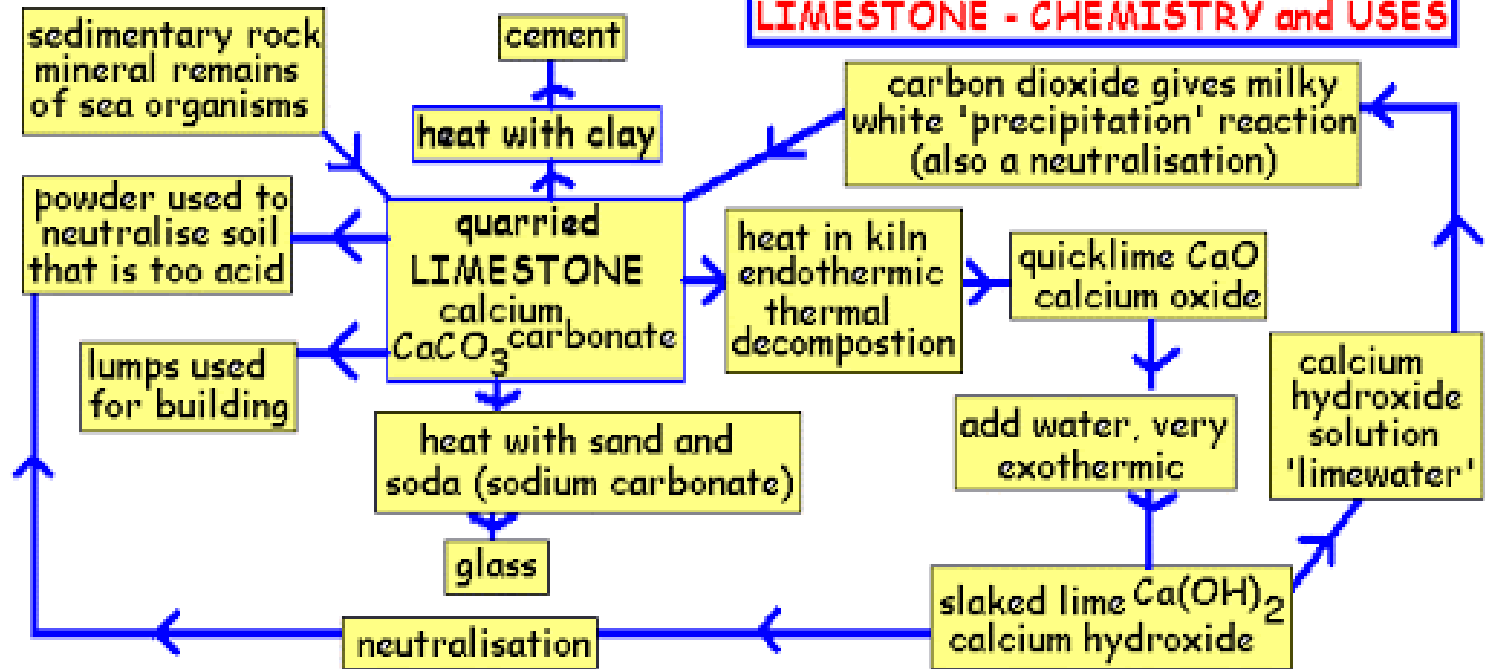 LIMESTONE - CHEMISTRY and USES
sedimentary rock
mineral remains
of sea organisms
cement
heat with clay
carbon dioxide gives milky
white 'precipitation' reaction
(also a neutralisation)
powder used to
neutralise soil
that is too acid
quarried
LIMESTONE
calcium
carbonate
CaCO3
heat in kiln
endothermic
thermal
decompostion
quicklime CaO
calcium oxide
lumps used
for building
heat with sand and
soda (sodium carbonate)
glass
add water, very
exothermic
calcium
hydroxide
solution
'limewater'
slaked lime Ca(OH)2
calcium hydroxide
neutralisation